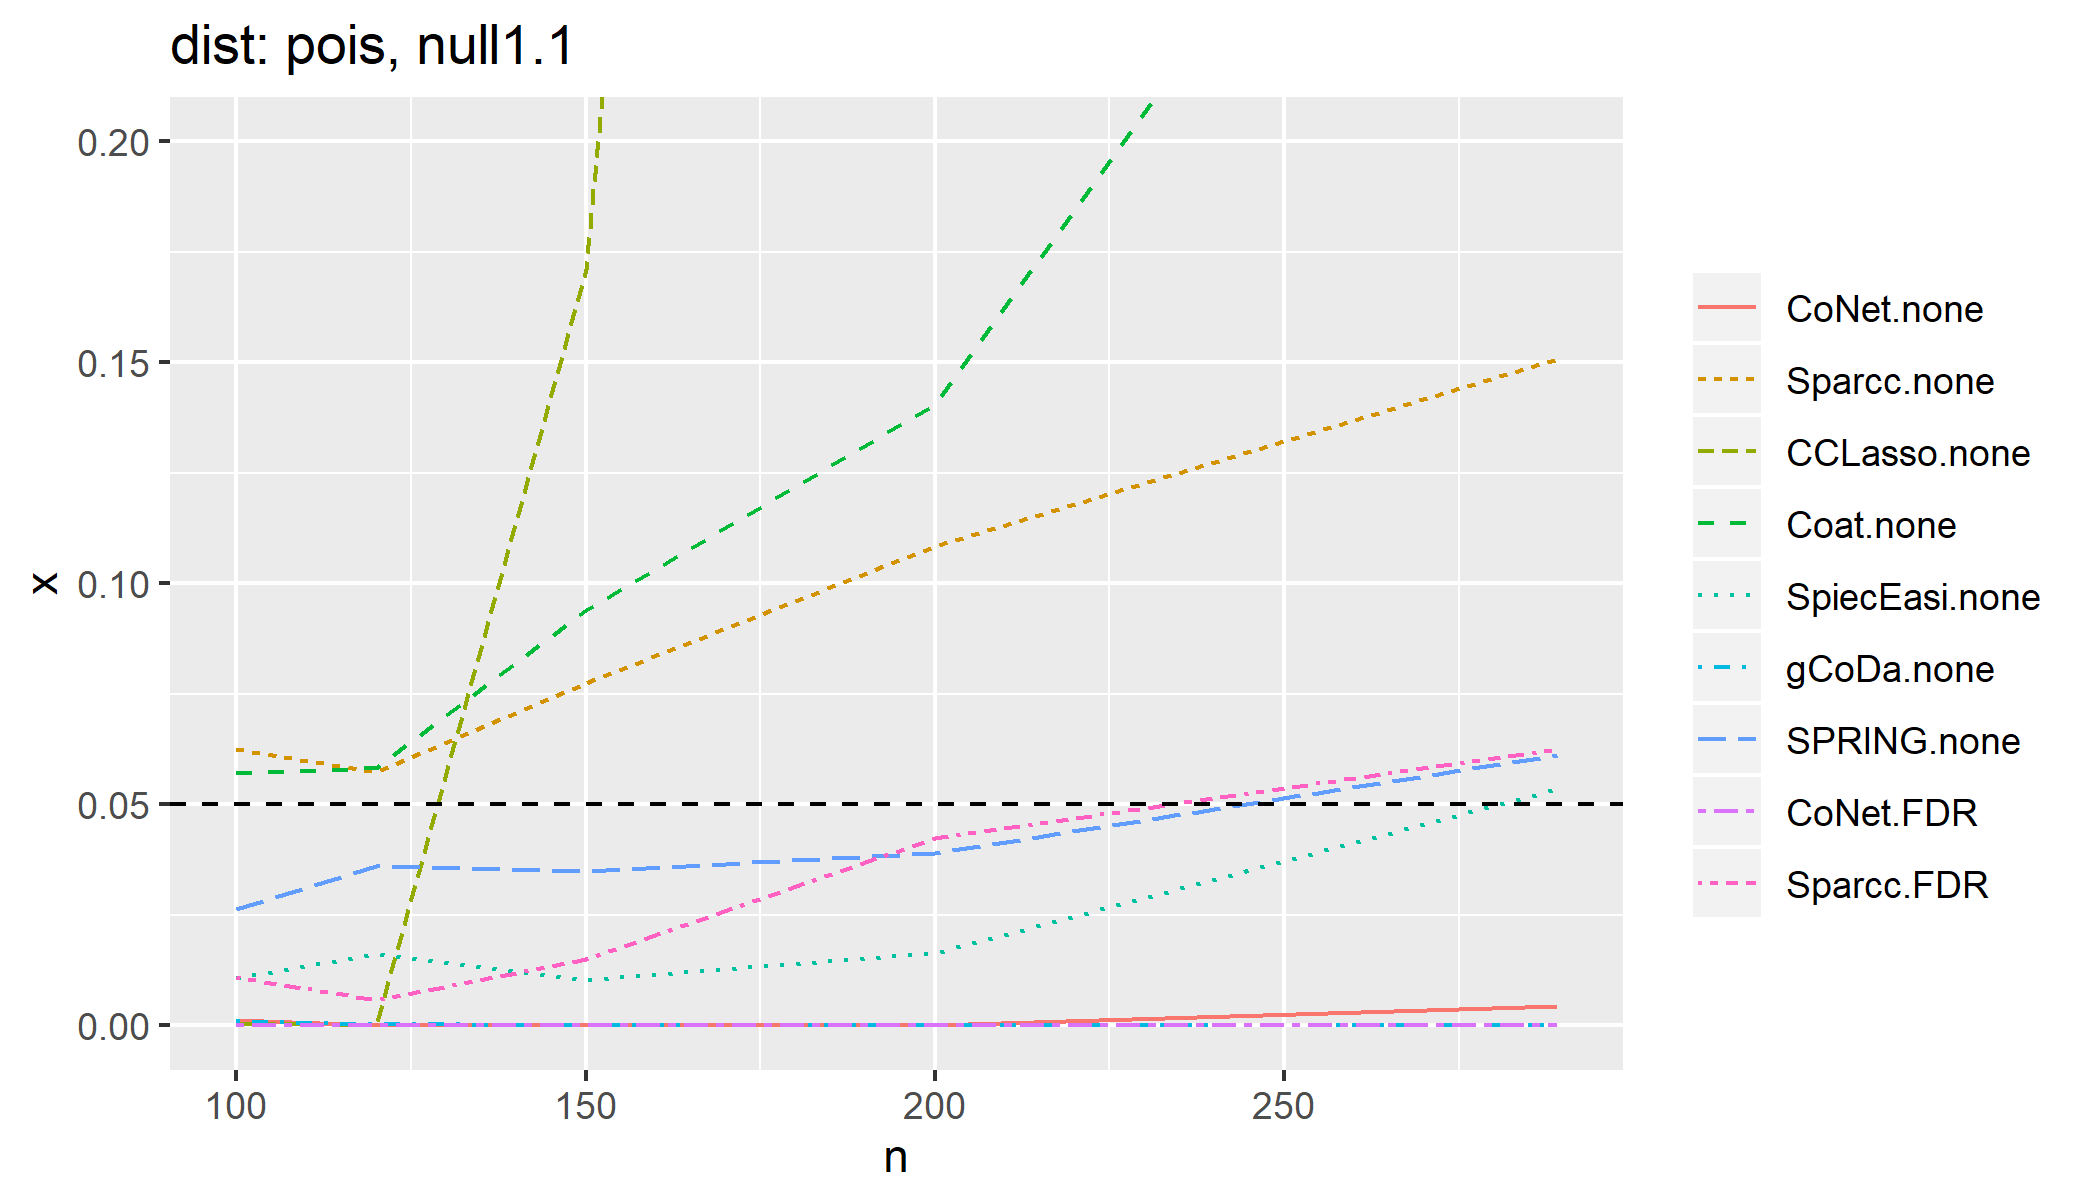 dist: pois, null1.1
0.20
0.15
0.10
0.05
0.00
x
100 150 200 250
n
CoNet.none
Sparcc.none
CCLasso.none
Coat.none
SpiecEasi.none
gCoDa.none
SPRING.none
CoNet.FDR
Sparcc.FDR